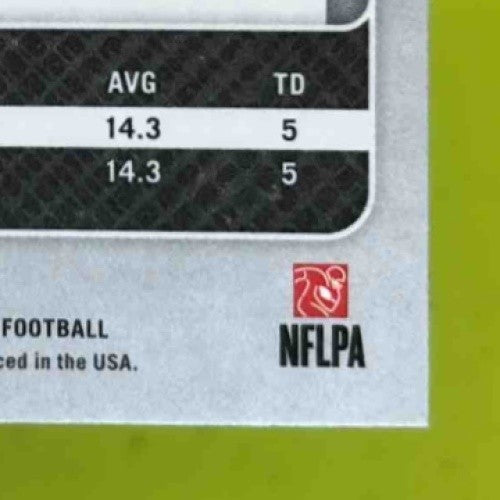 AVG TD
14.3 5
14.3 5
FOOTBALL
ced in the USA.
NFLPA